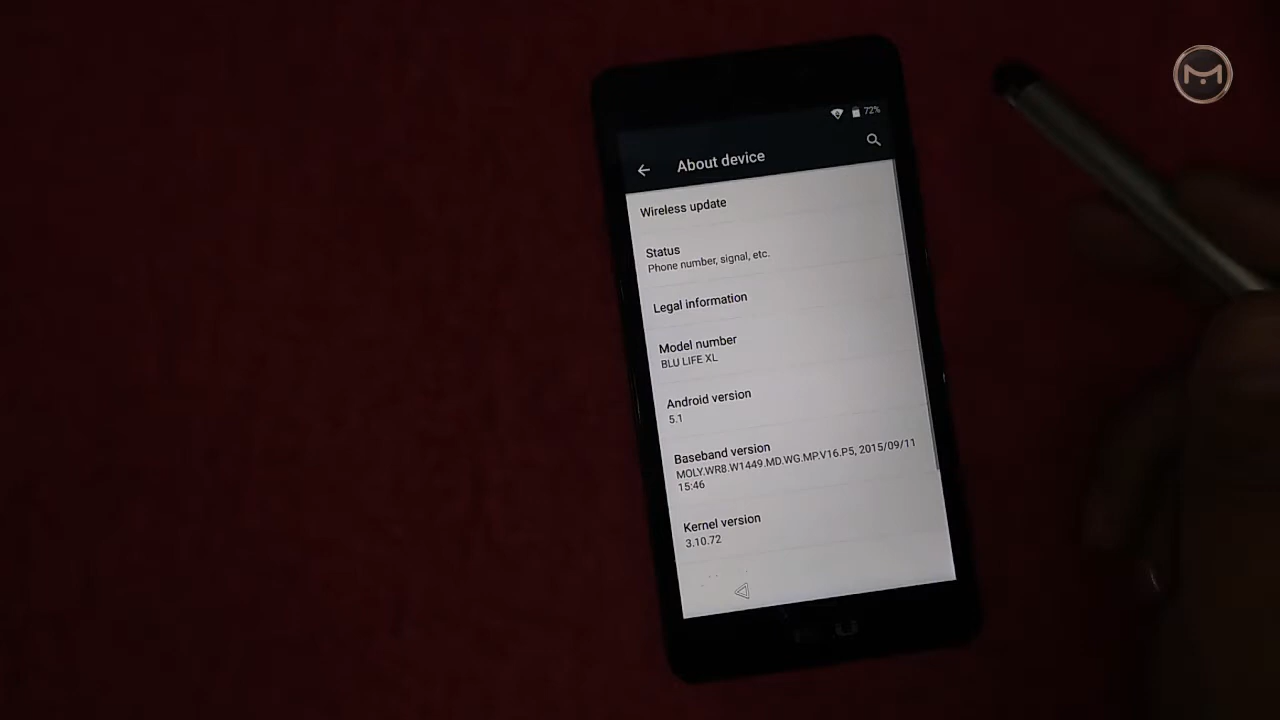 72%
About device
Wireless update
Status
Phone number, signal, etc.
Legal information
Model number
BLU LIFE XL
Android version
5.1
Baseband version
MOLY.WR8.W1449.MD.WG.MP.V16.P5, 2015/09/11
15:46
Kernel version
3.10.72